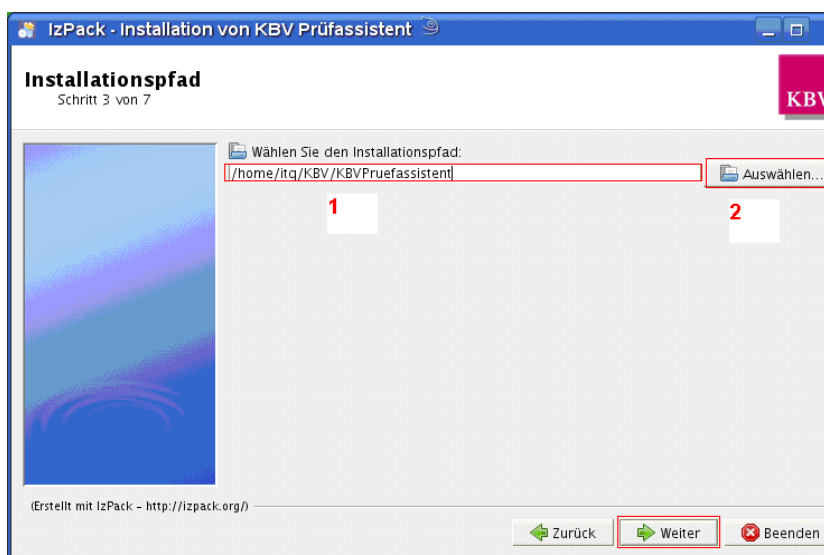 IzPack - Installation von KBV Prüfassistent
Installationspfad
Schritt 3 von 7
KBV
Wählen Sie den Installationspfad:
/home/itq/KBV/KBVPruefassistent
Auswählen...
1
2
(Erstellt mit IzPack - http://izpack.org/)
Zurück
Weiter
Beenden